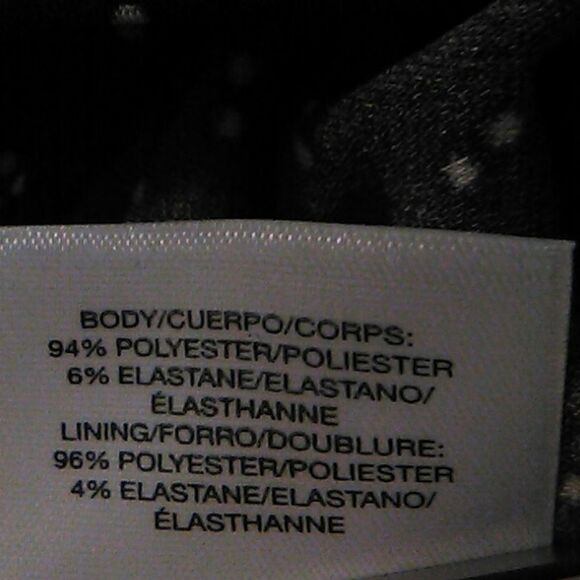 BODY/CUERPO/CORPS:
94% POLYESTER/POLIESTER
6% ELASTANE/ELASTANO/
ÉLASTHANNE
LINING/FORRO/DOUBLURE:
96% POLYESTER/POLIESTER
4% ELASTANE/ELASTANO/
ÉLASTHANNE